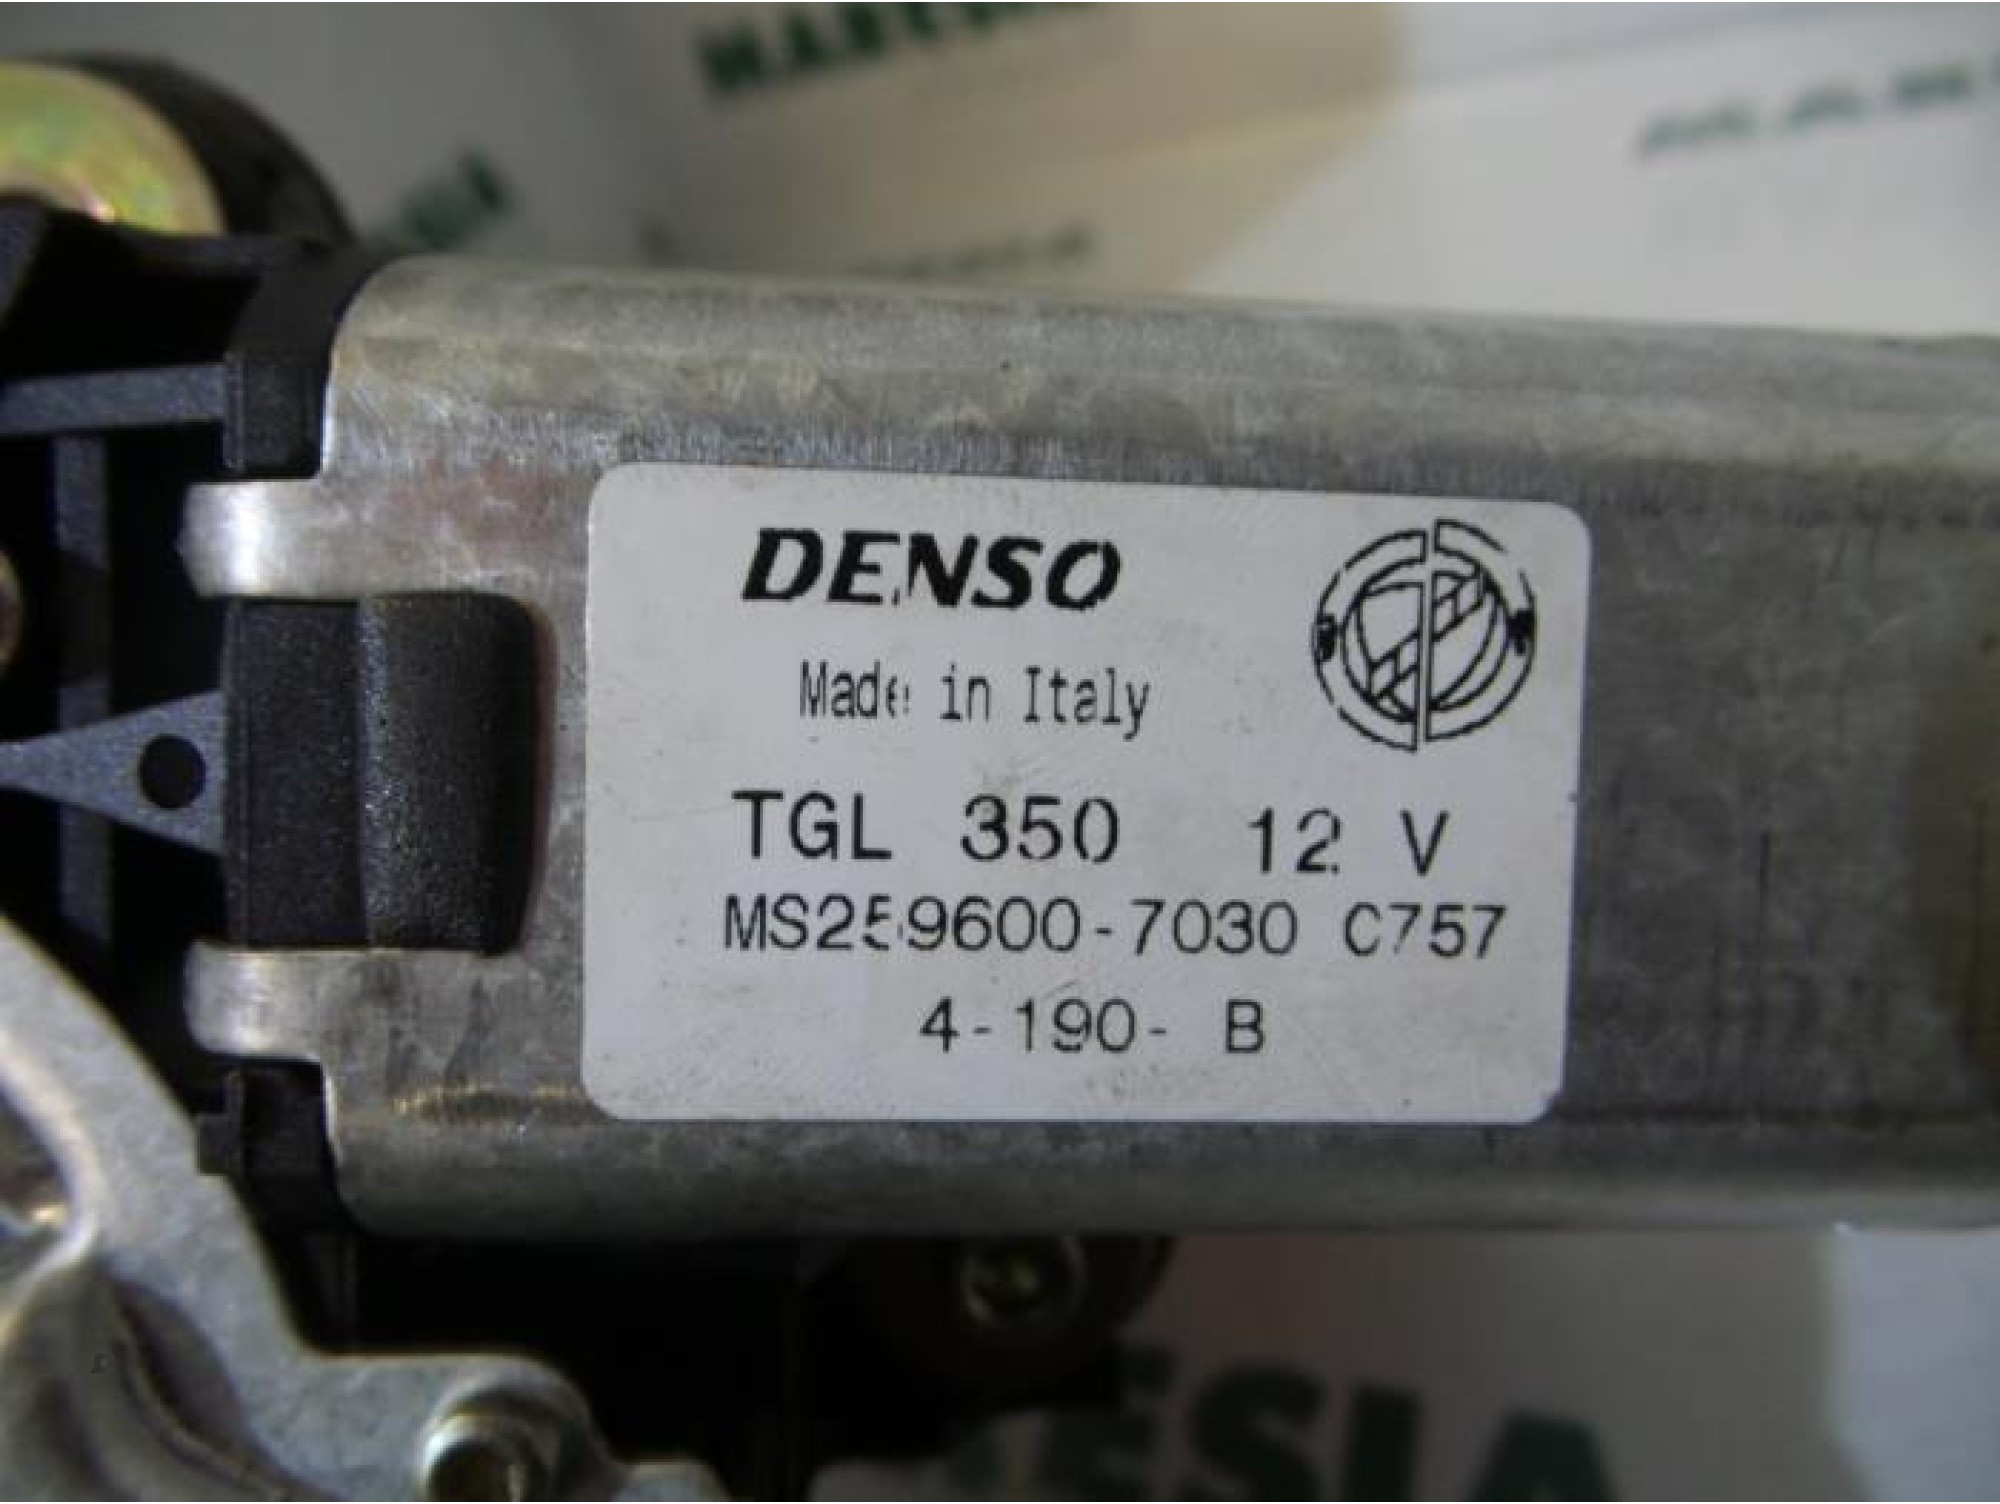 DENSO
Made in Italy
TGL 350 12 V
MS259600-7030 C757
4-190- B